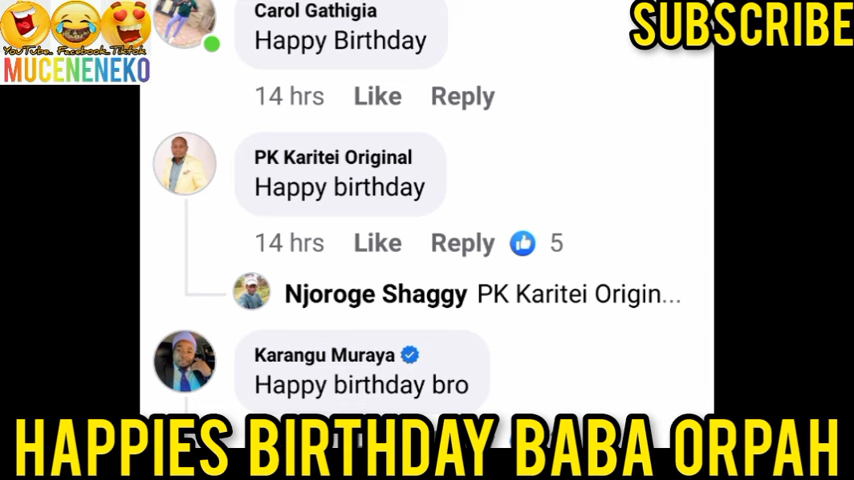 SUBSCRIBE
YouTube. Facebook. Tiktok
MUCENENEKO
Carol Gathigia
Happy Birthday
14 hrs Like Reply
PK Karitei Original
Happy birthday
14 hrs Like Reply 5
Njoroge Shaggy PK Karitei Origin...
Karangu Muraya
Happy birthday bro
HAPPIES BIRTHDAY BABA ORPAH